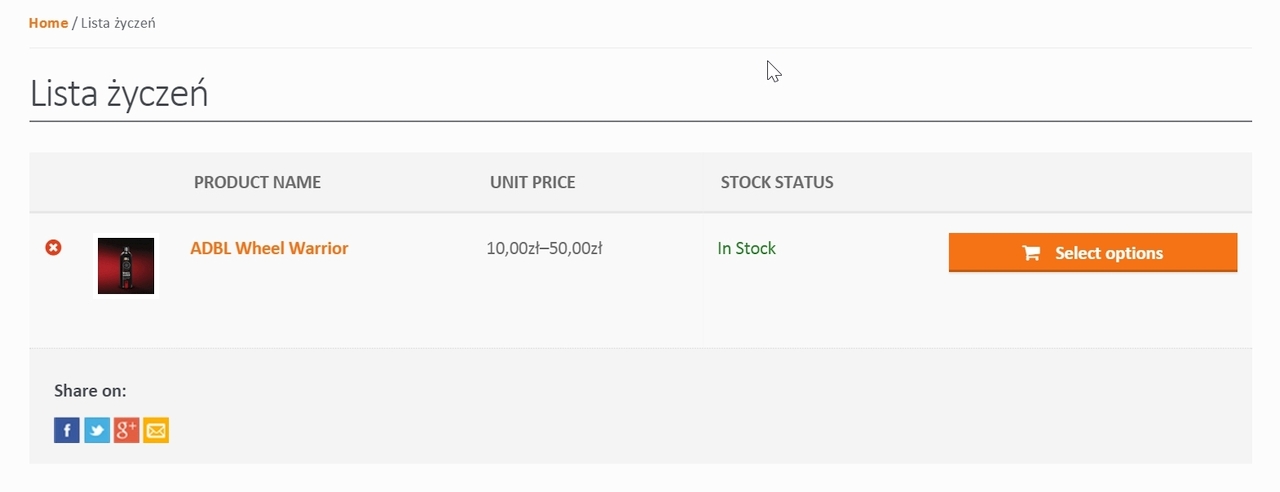 Home / Lista życzeń
Lista życzeń
PRODUCT NAME UNIT PRICE STOCK STATUS
ADBL Wheel Warrior 10,00zł–50,00zł In Stock Select options
Share on: